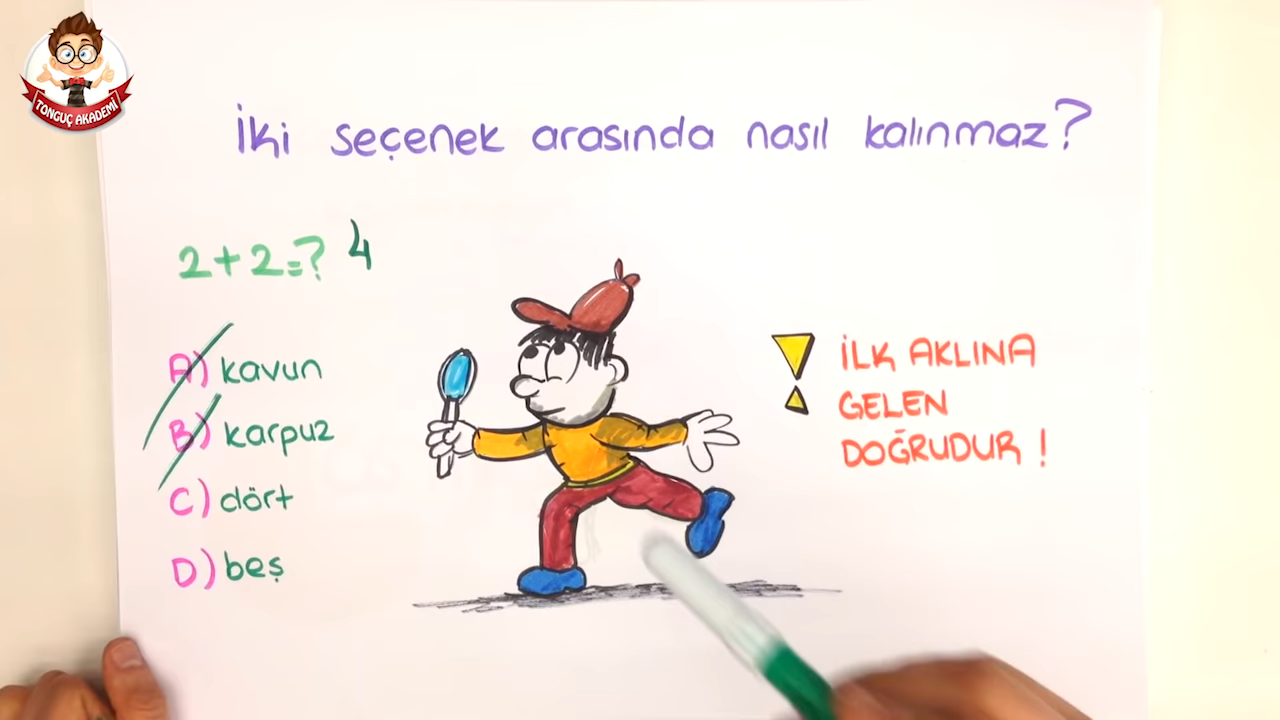 TONGUÇ AKADEMİ
İki seçenek arasında nasıl kalınmaz?
2+2=? 4
A) kavun
B) karpuz
C) dört
D) beş
İLK AKLINA
GELEN
DOĞRUDUR !